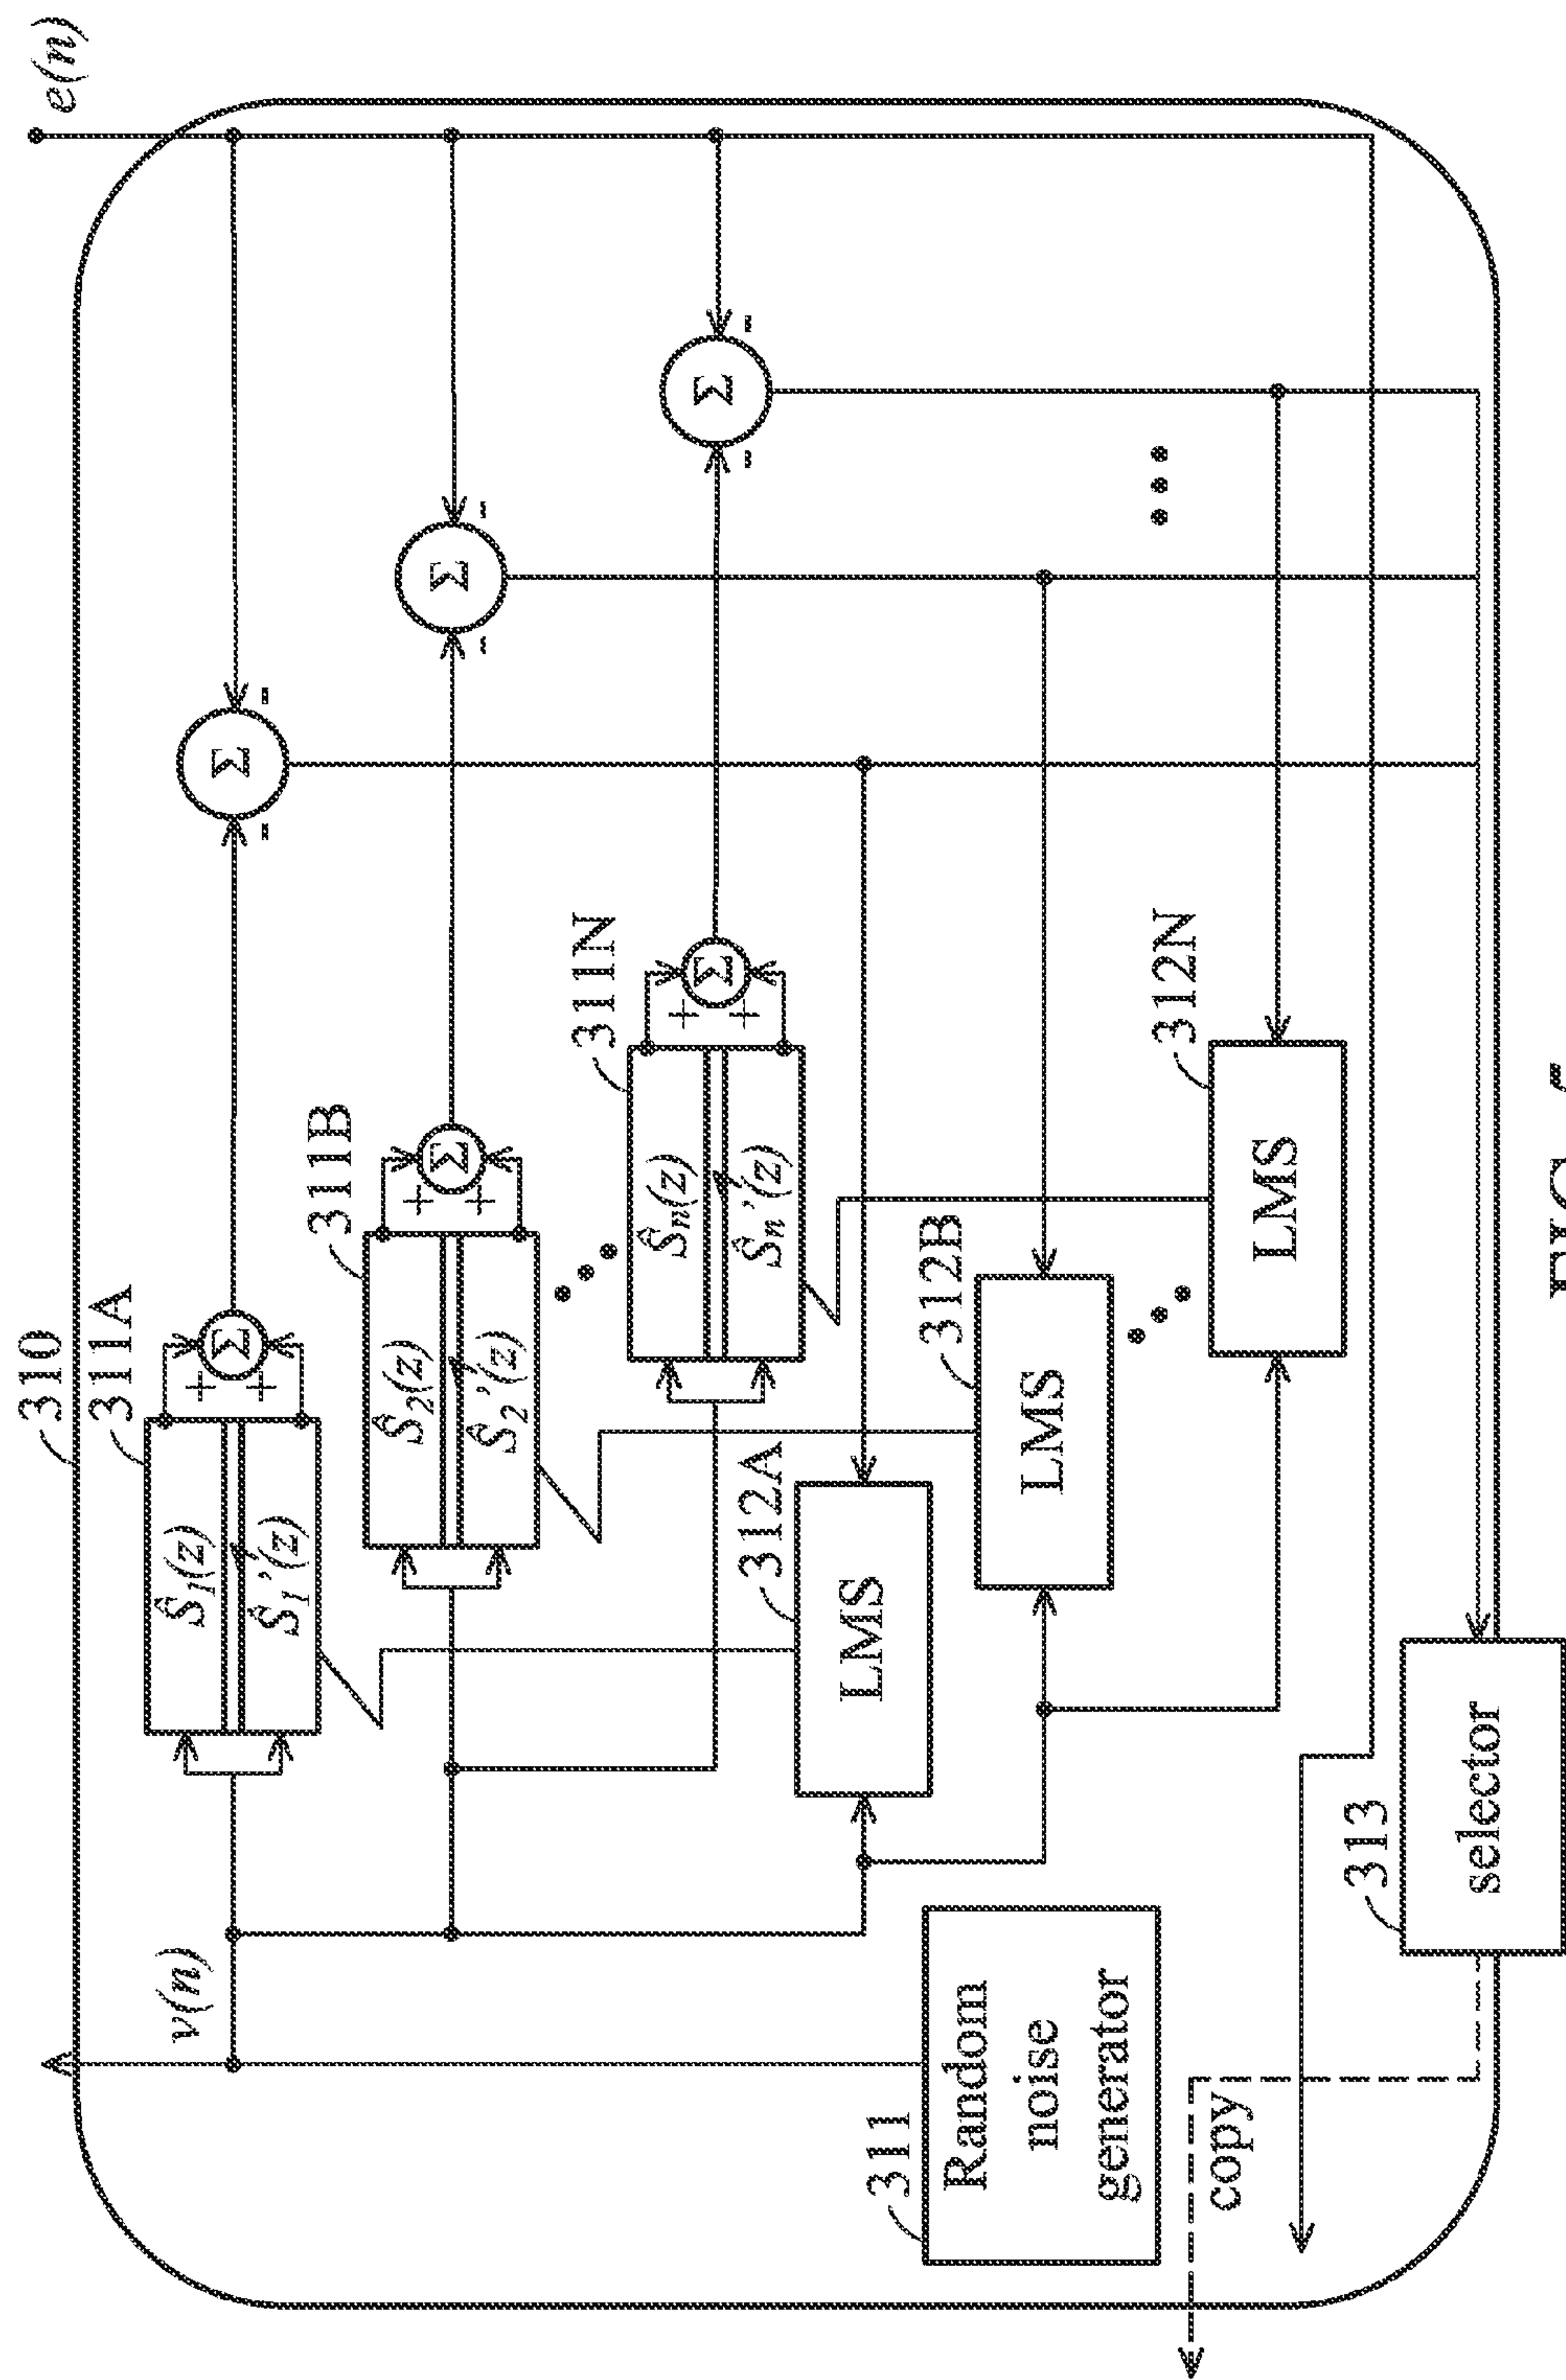 310
311A
Ŝ1(z)
Ŝ1'(z)
Σ
+
+
v(n)
e(n)
Σ
-
-
311B
Ŝ2(z)
Ŝ2'(z)
Σ
+
+
Σ
-
-
311N
Ŝn(z)
Ŝn'(z)
Σ
+
+
Σ
-
-
312A
LMS
312B
LMS
312N
LMS
311
Random
noise
generator
copy
313
selector